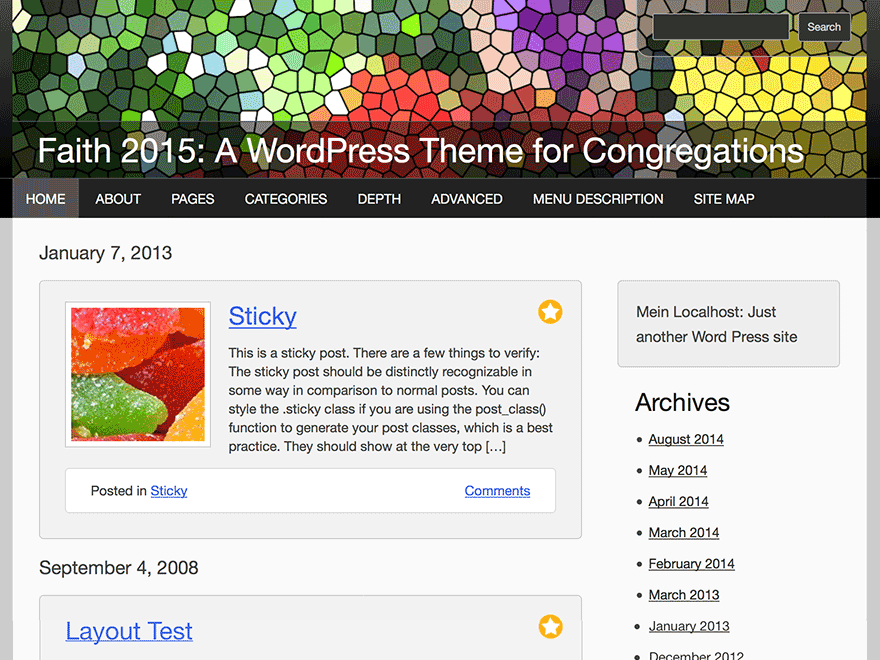 Search
Faith 2015: A WordPress Theme for Congregations
HOME ABOUT PAGES CATEGORIES DEPTH ADVANCED MENU DESCRIPTION SITE MAP
January 7, 2013
Sticky
This is a sticky post. There are a few things to verify:
The sticky post should be distinctly recognizable in
some way in comparison to normal posts. You can
style the .sticky class if you are using the post_class()
function to generate your post classes, which is a best
practice. They should show at the very top […]
Posted in Sticky
Comments
September 4, 2008
Layout Test
Mein Localhost: Just
another Word Press site
Archives
August 2014
May 2014
April 2014
March 2014
February 2014
March 2013
January 2013
December 2012